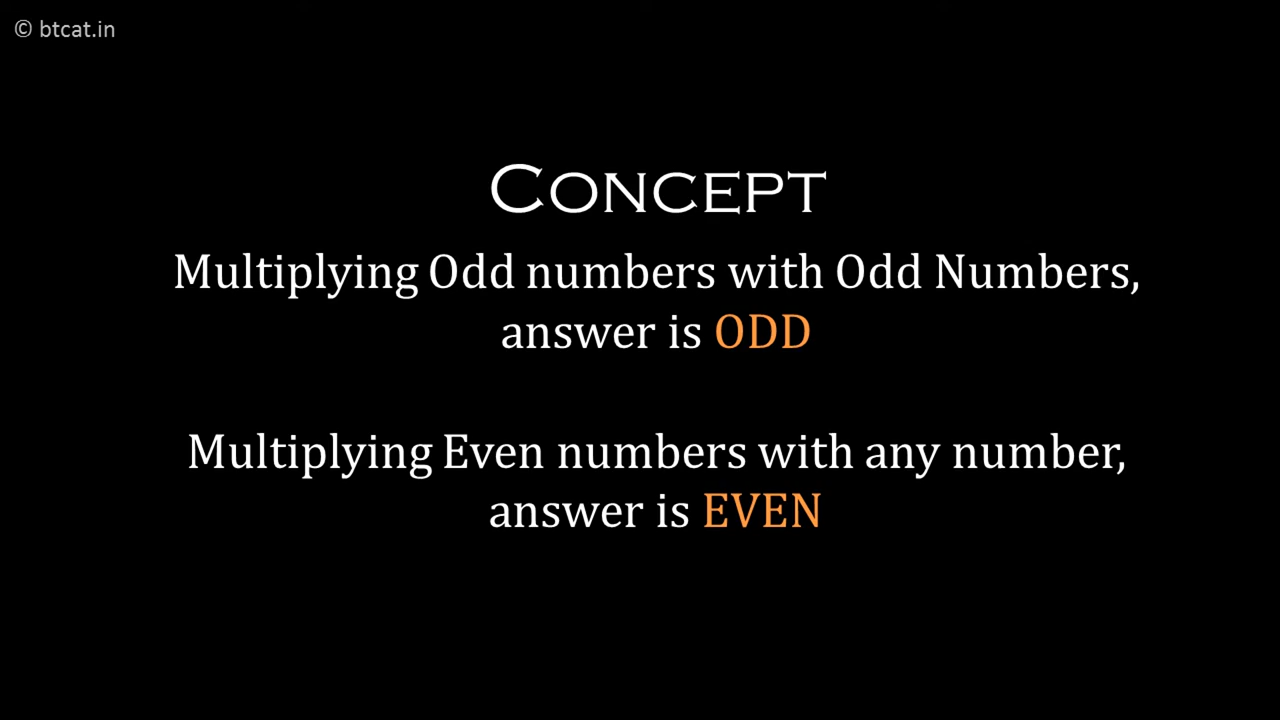 © btcat.in
CONCEPT
Multiplying Odd numbers with Odd Numbers,
answer is ODD
Multiplying Even numbers with any number,
answer is EVEN